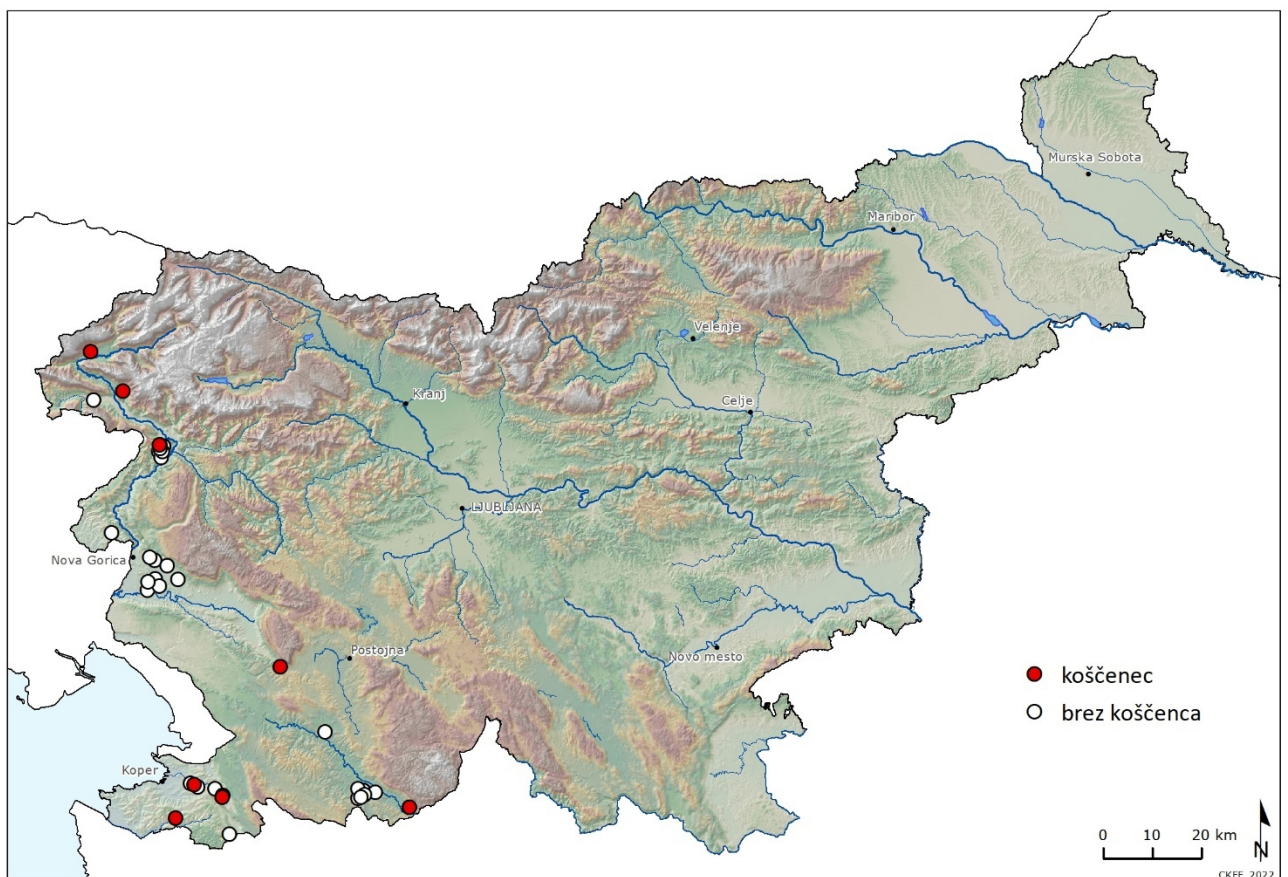 Murska Sobota
Maribor
Velenje
Kranj
Celje
LJUBLJANA
Nova Gorica
Postojna
Novo mesto
koščenec
brez koščenca
Koper
0 10 20 km
N
CKFF, 2022